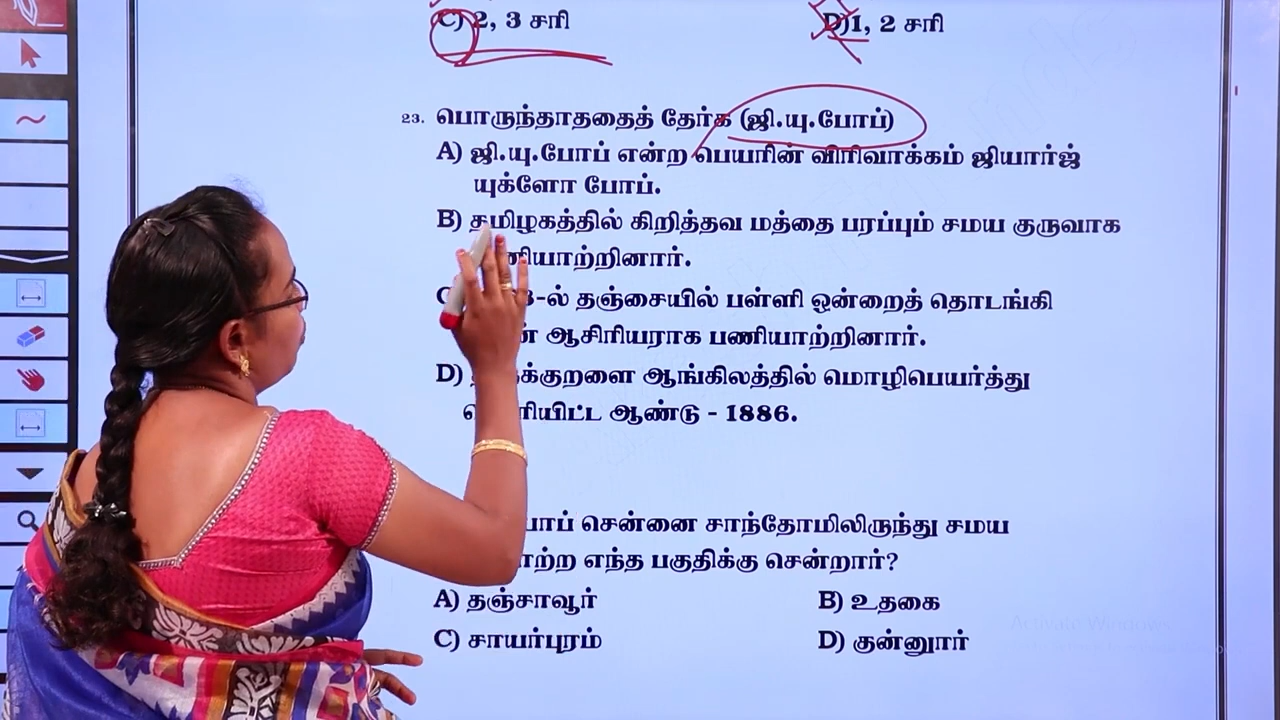 C) 2, 3 சரி
D) 1, 2 சரி
23. பொருந்தாததைத் தேர்க (ஜி.யு.போப்)
A) ஜி.யு.போப் என்ற பெயரின் விரிவாக்கம் ஜியார்ஜ்
யுக்ளோ போப்.
B) தமிழகத்தில் கிறித்தவ மத்தை பரப்பும் சமய குருவாக
பணியாற்றினார்.
-ல் தஞ்சையில் பள்ளி ஒன்றைத் தொடங்கி
ஆசிரியராக பணியாற்றினார்.
D) திருக்குறளை ஆங்கிலத்தில் மொழிபெயர்த்து
வெளியிட்ட ஆண்டு - 1886.
சென்னை சாந்தோமிலிருந்து சமய
எந்த பகுதிக்கு சென்றார்?
A) தஞ்சாவூர்
B) உதகை
C) சாயர்புரம்
D) குன்னூர்
Activate Windows